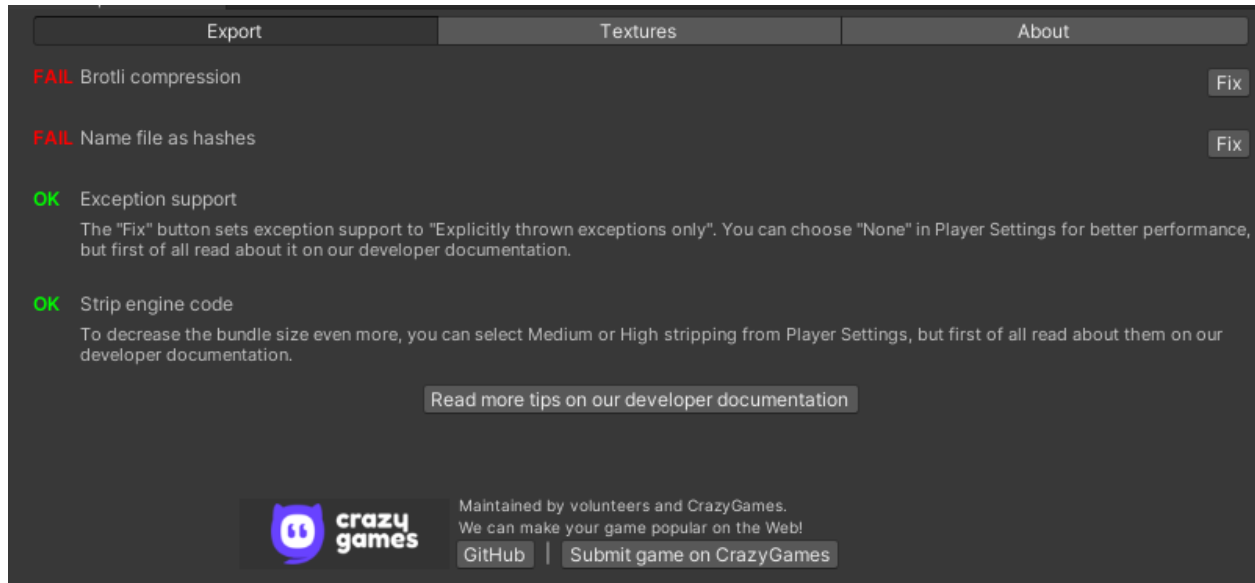 Export
Textures
About
FAIL Brotli compression
Fix
FAIL Name file as hashes
Fix
OK Exception support
The "Fix" button sets exception support to "Explicitly thrown exceptions only". You can choose "None" in Player Settings for better performance,
but first of all read about it on our developer documentation.
OK Strip engine code
To decrease the bundle size even more, you can select Medium or High stripping from Player Settings, but first of all read about them on our
developer documentation.
Read more tips on our developer documentation
crazy
games
Maintained by volunteers and CrazyGames.
We can make your game popular on the Web!
GitHub | Submit game on CrazyGames